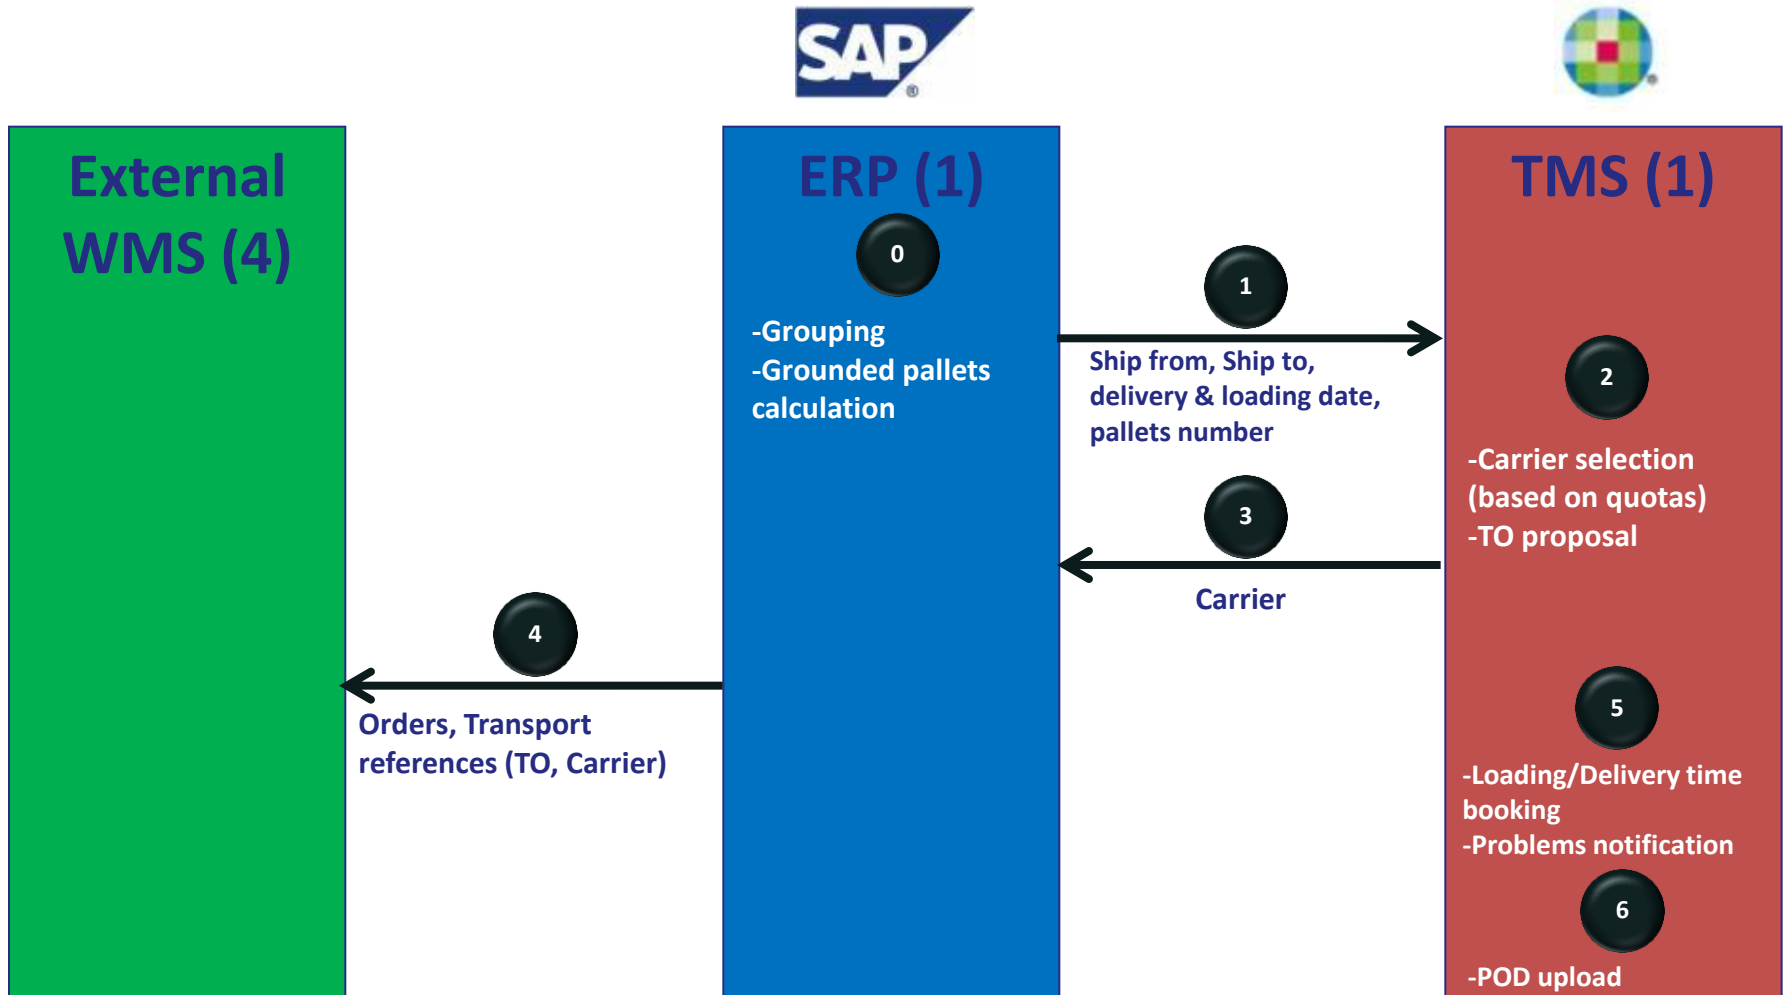 SAP
®
®
External
WMS (4)
ERP (1)
0
-Grouping
-Grounded pallets
calculation
1
Ship from, Ship to,
delivery & loading date,
pallets number
3
Carrier
4
Orders, Transport
references (TO, Carrier)
TMS (1)
2
-Carrier selection
(based on quotas)
-TO proposal
5
-Loading/Delivery time
booking
-Problems notification
6
-POD upload